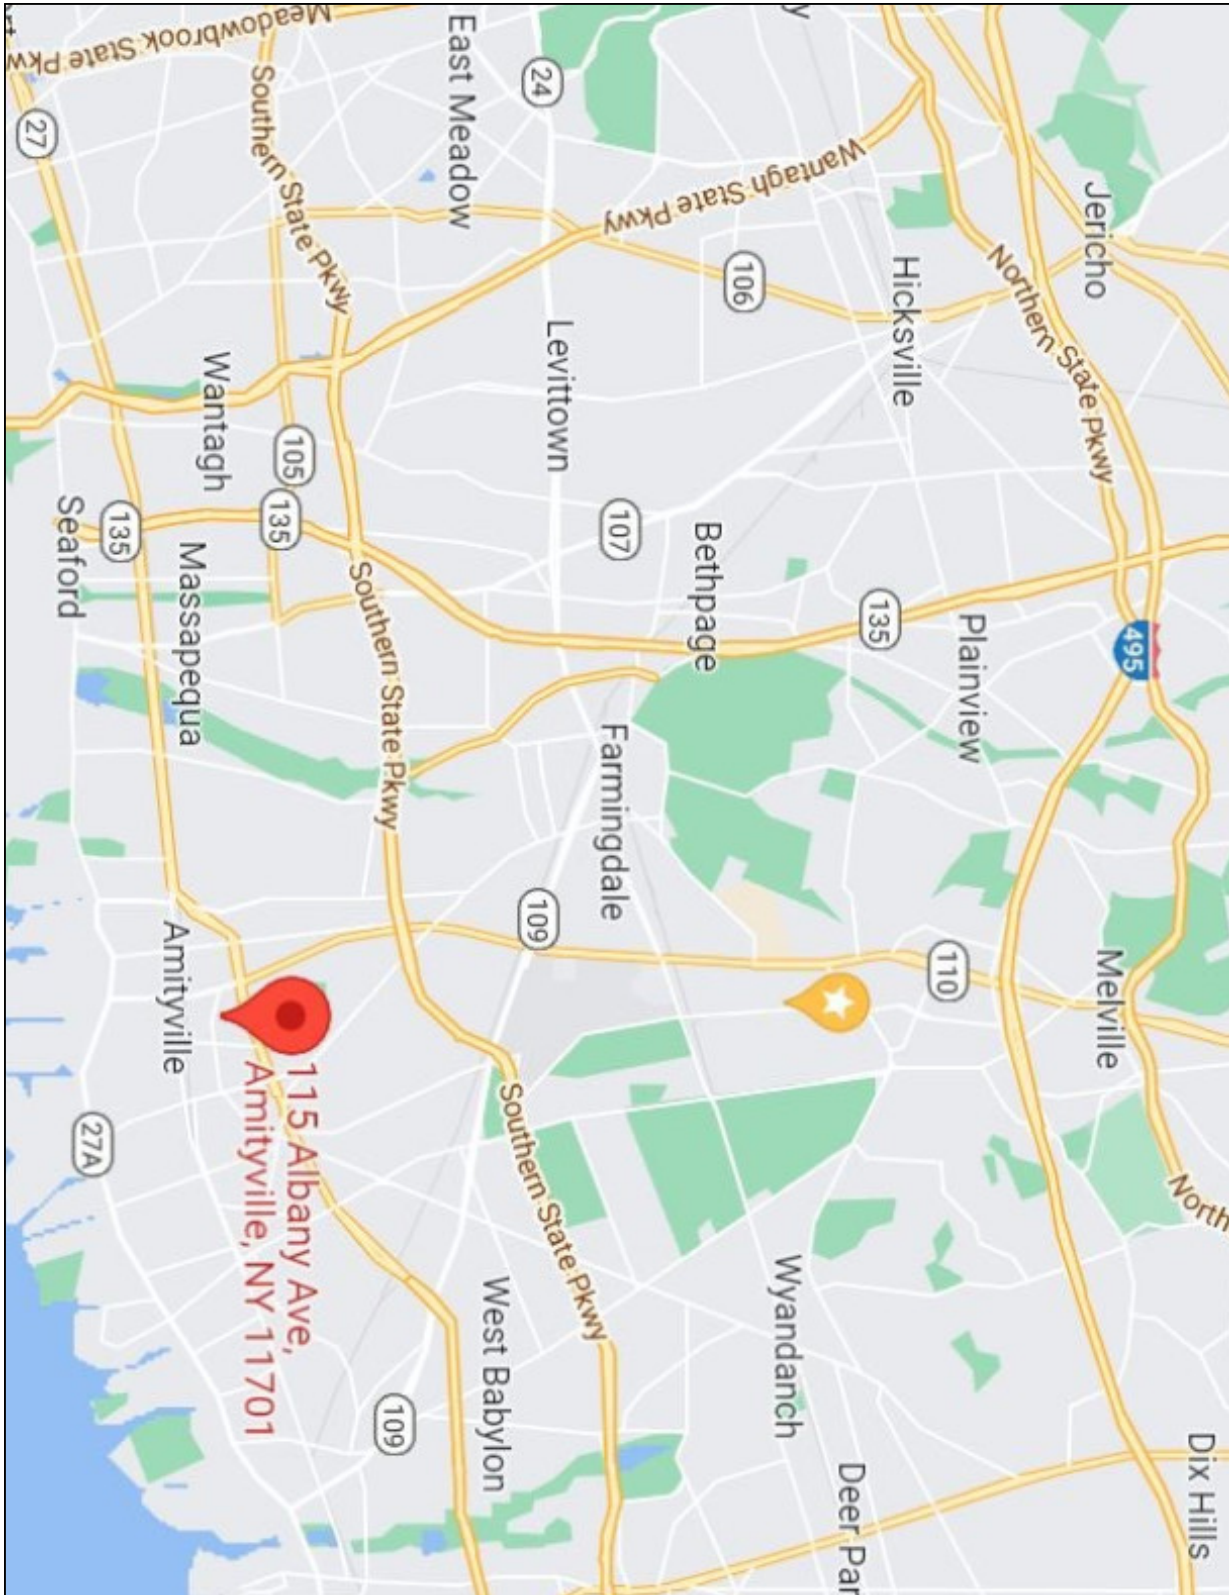 Dix Hills
North
495
Melville
Jericho
Northern State Pkwy
Plainview
110
Hicksville
135
Deer Par
y
Wyandanch
106
Wantagh State Pkwy
Bethpage
107
Farmingdale
Levittown
Southern State Pkwy
24
109
West Babylon
East Meadow
109
Southern State Pkwy
Southern State Pkwy
105
115 Albany Ave,
Amityville, NY 11701
135
Wantagh
Massapequa
Amityville
Meadowbrook State Pkw
135
27A
Seaford
27